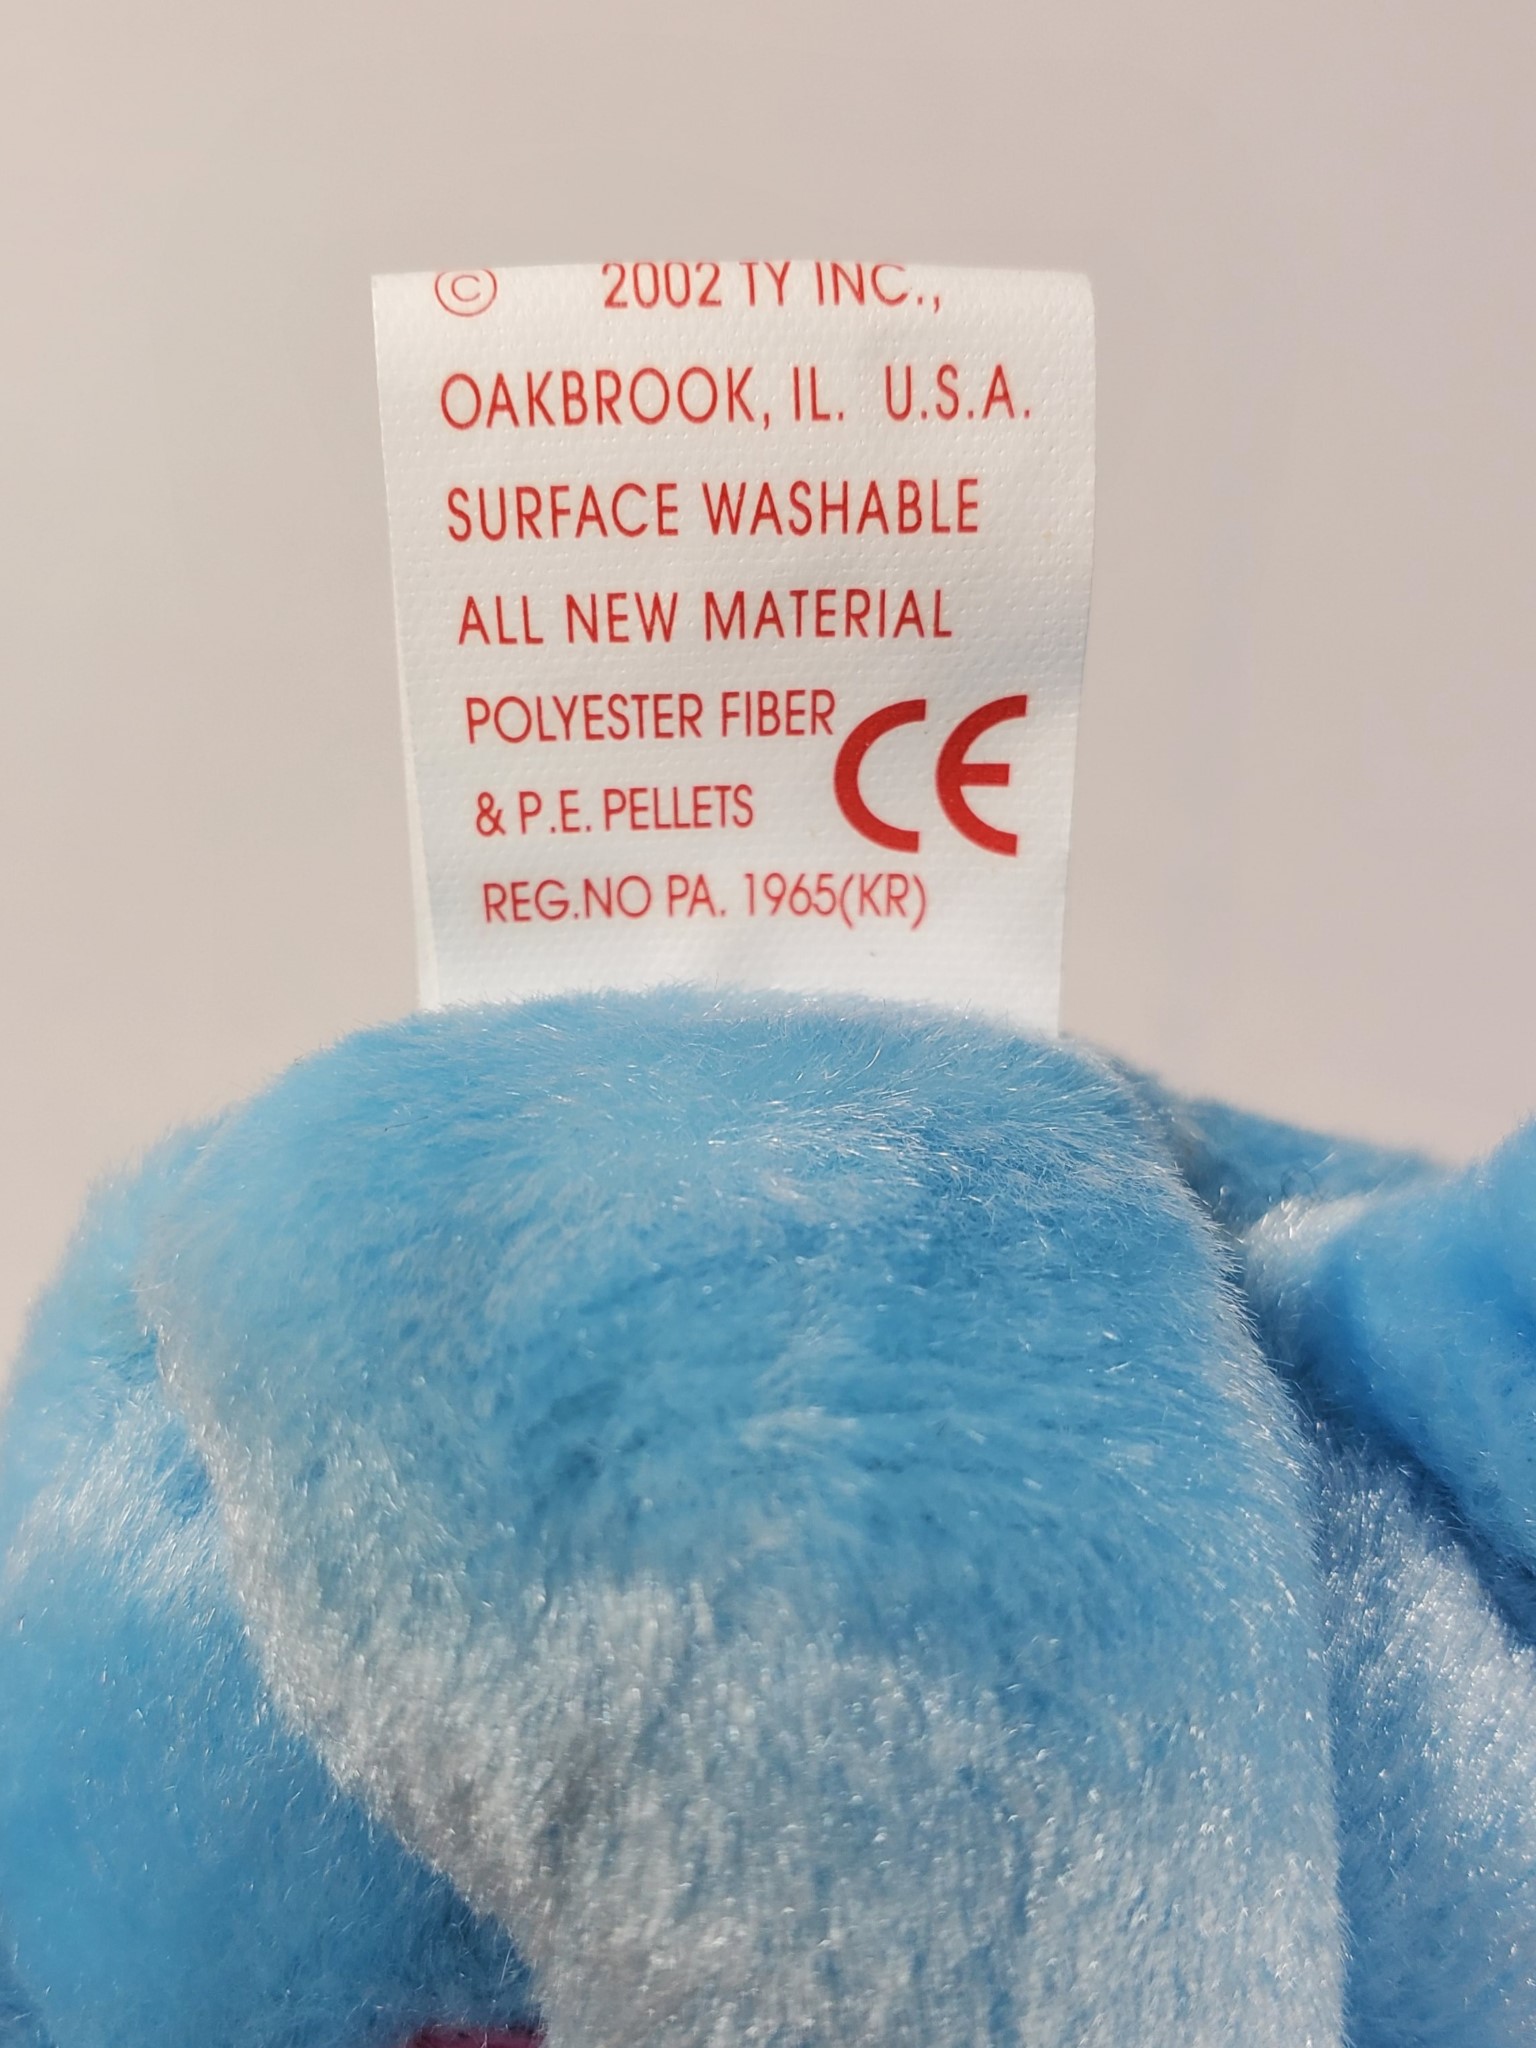 © 2002 TY INC.,
OAKBROOK, IL. U.S.A.
SURFACE WASHABLE
ALL NEW MATERIAL
POLYESTER FIBER
& P.E. PELLETS
CE
REG.NO PA. 1965(KR)